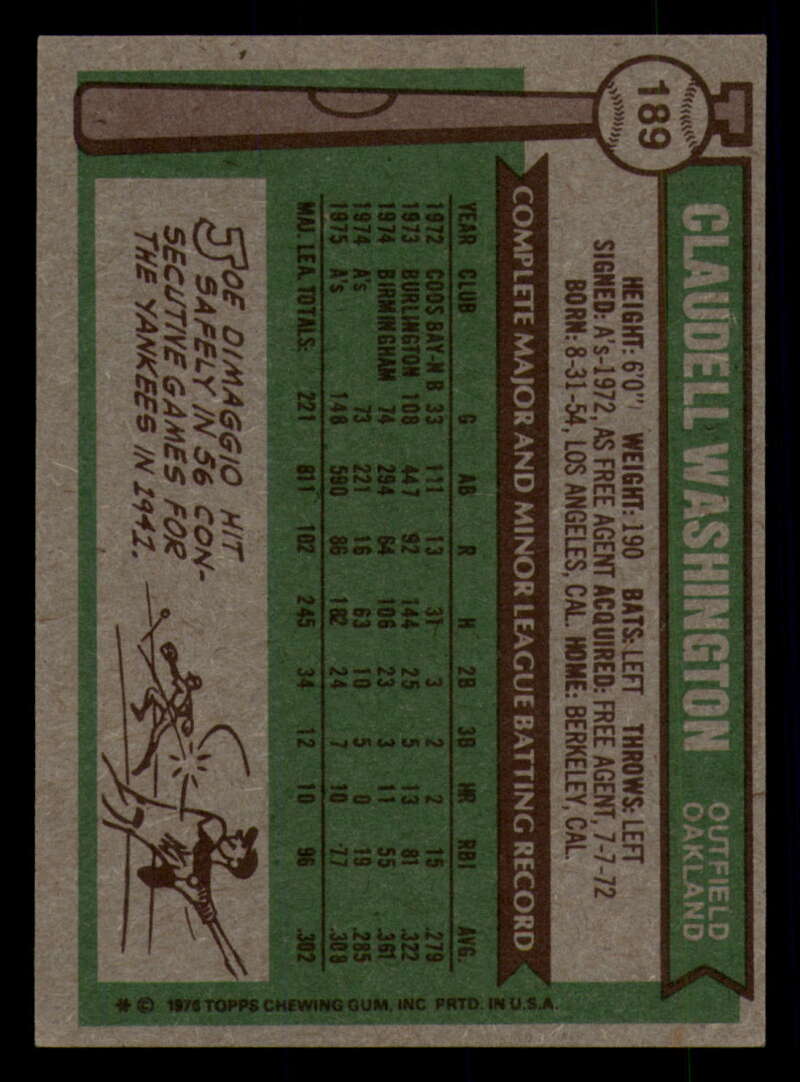 189
CLAUDELL WASHINGTON
OUTFIELD
OAKLAND
HEIGHT: 6'0" WEIGHT: 190 BATS: LEFT THROWS: LEFT
SIGNED: A's-1972, AS FREE AGENT ACQUIRED: FREE AGENT, 7-7-72
BORN: 8-31-54, LOS ANGELES, CAL. HOME: BERKELEY, CAL.
COMPLETE MAJOR AND MINOR LEAGUE BATTING RECORD
YEAR CLUB G AB R H 2B 3B HR RBI AVG.
1972 COOS BAY-N B 33 111 13 31 3 2 2 15 .279
1973 BURLINGTON 108 447 92 144 25 5 13 81 .322
1974 BIRMINGHAM 74 294 64 106 23 3 11 55 .361
1974 A's 73 221 16 63 10 5 0 19 .285
1975 A's 148 590 86 182 24 7 10 77 .308
MAJ. LEA. TOTALS: 221 811 102 245 34 12 10 96 .302
JOE DIMAGGIO HIT
SAFELY IN 56 CON-
SECUTIVE GAMES FOR
THE YANKEES IN 1941.
* © 1976 TOPPS CHEWING GUM, INC PRTD. IN U.S.A.